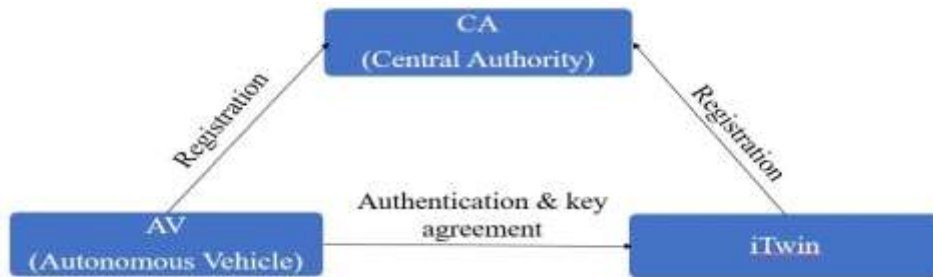 CA
(Central Authority)
Registration
Registration
Authentication & key
agreement
AV
(Autonomous Vehicle)
iTwin